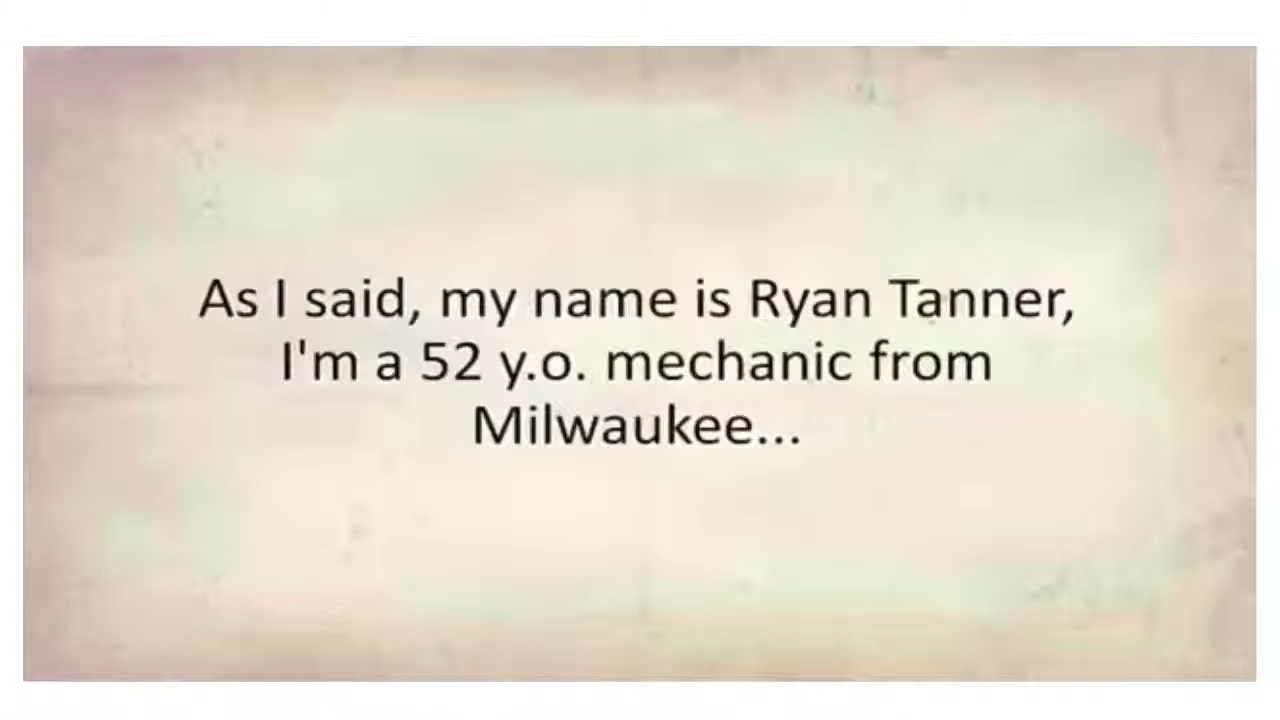 As I said, my name is Ryan Tanner,
I'm a 52 y.o. mechanic from
Milwaukee...